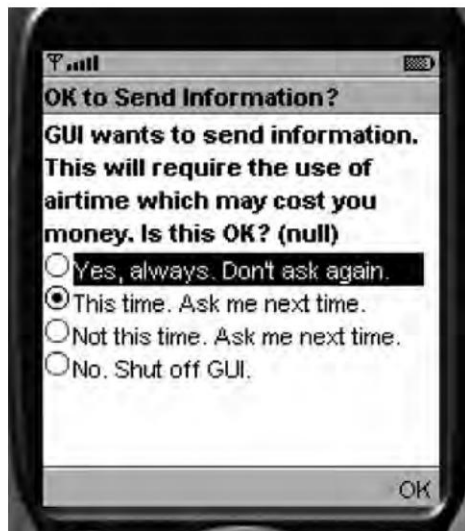 OK to Send Information?
GUI wants to send information.
This will require the use of
airtime which may cost you
money. Is this OK? (null)
Yes, always. Don't ask again.
This time. Ask me next time.
Not this time. Ask me next time.
No. Shut off GUI.
OK